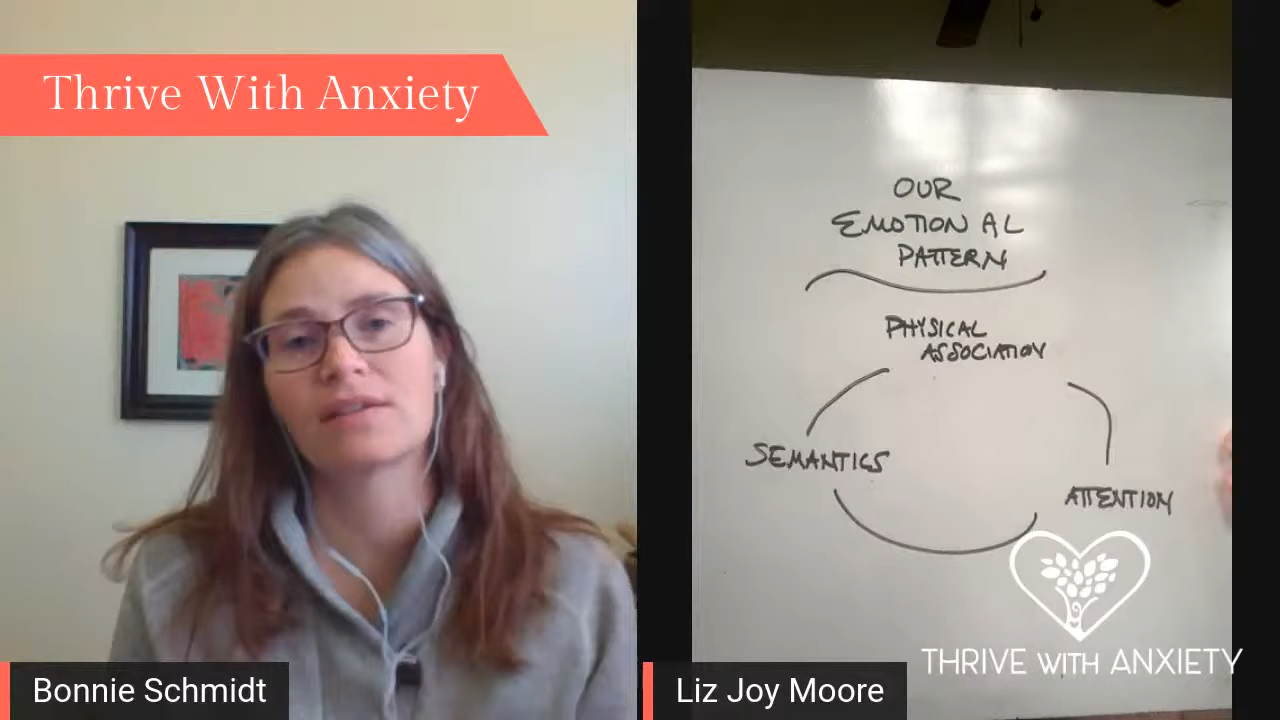 Thrive With Anxiety
OUR
EMOTIONAL
PATTERN
PHYSICAL
ASSOCIATION
SEMANTICS
ATTENTION
THRIVE WITH ANXIETY
Bonnie Schmidt
Liz Joy Moore